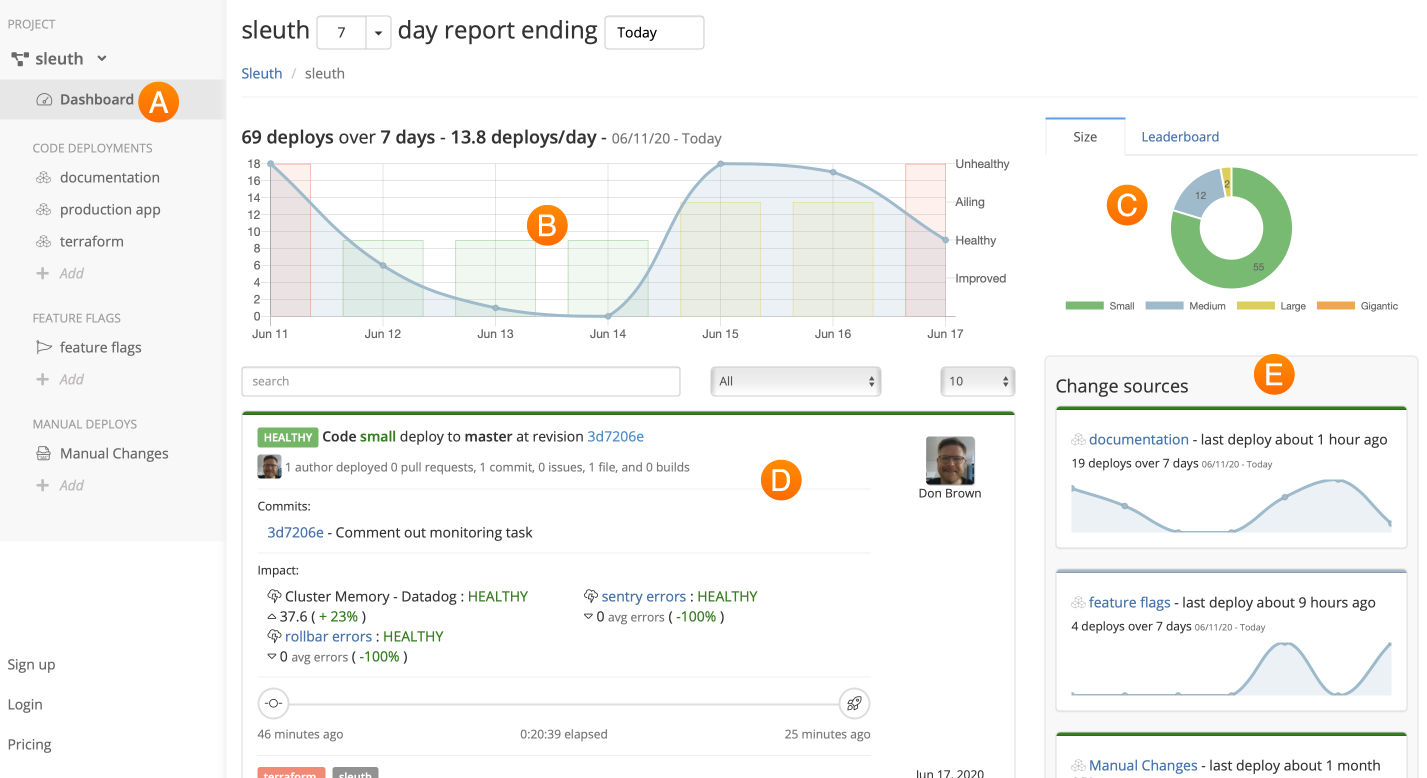 PROJECT
sleuth
Dashboard
A
CODE DEPLOYMENTS
documentation
production app
terraform
Add
FEATURE FLAGS
feature flags
Add
MANUAL DEPLOYS
Manual Changes
Add
Sign up
Login
Pricing
sleuth 7 day report ending Today
Sleuth / sleuth
69 deploys over 7 days - 13.8 deploys/day - 06/11/20 - Today
18
16
14
12
10
8
6
4
2
0
Unhealthy
Ailing
Healthy
Improved
B
Jun 11 Jun 12 Jun 13 Jun 14 Jun 15 Jun 16 Jun 17
search All 10
HEALTHY Code small deploy to master at revision 3d7206e
1 author deployed 0 pull requests, 1 commit, 0 issues, 1 file, and 0 builds
D
Don Brown
Commits:
3d7206e - Comment out monitoring task
Impact:
Cluster Memory - Datadog : HEALTHY
37.6 ( + 23% )
rollbar errors : HEALTHY
0 avg errors ( -100% )
sentry errors : HEALTHY
0 avg errors ( -100% )
46 minutes ago 0:20:39 elapsed 25 minutes ago
terraform sleuth
Jun 17, 2020
Size Leaderboard
C
12
2
55
Small Medium Large Gigantic
E
Change sources
documentation - last deploy about 1 hour ago
19 deploys over 7 days 06/11/20 - Today
feature flags - last deploy about 9 hours ago
4 deploys over 7 days 06/11/20 - Today
Manual Changes - last deploy about 1 month